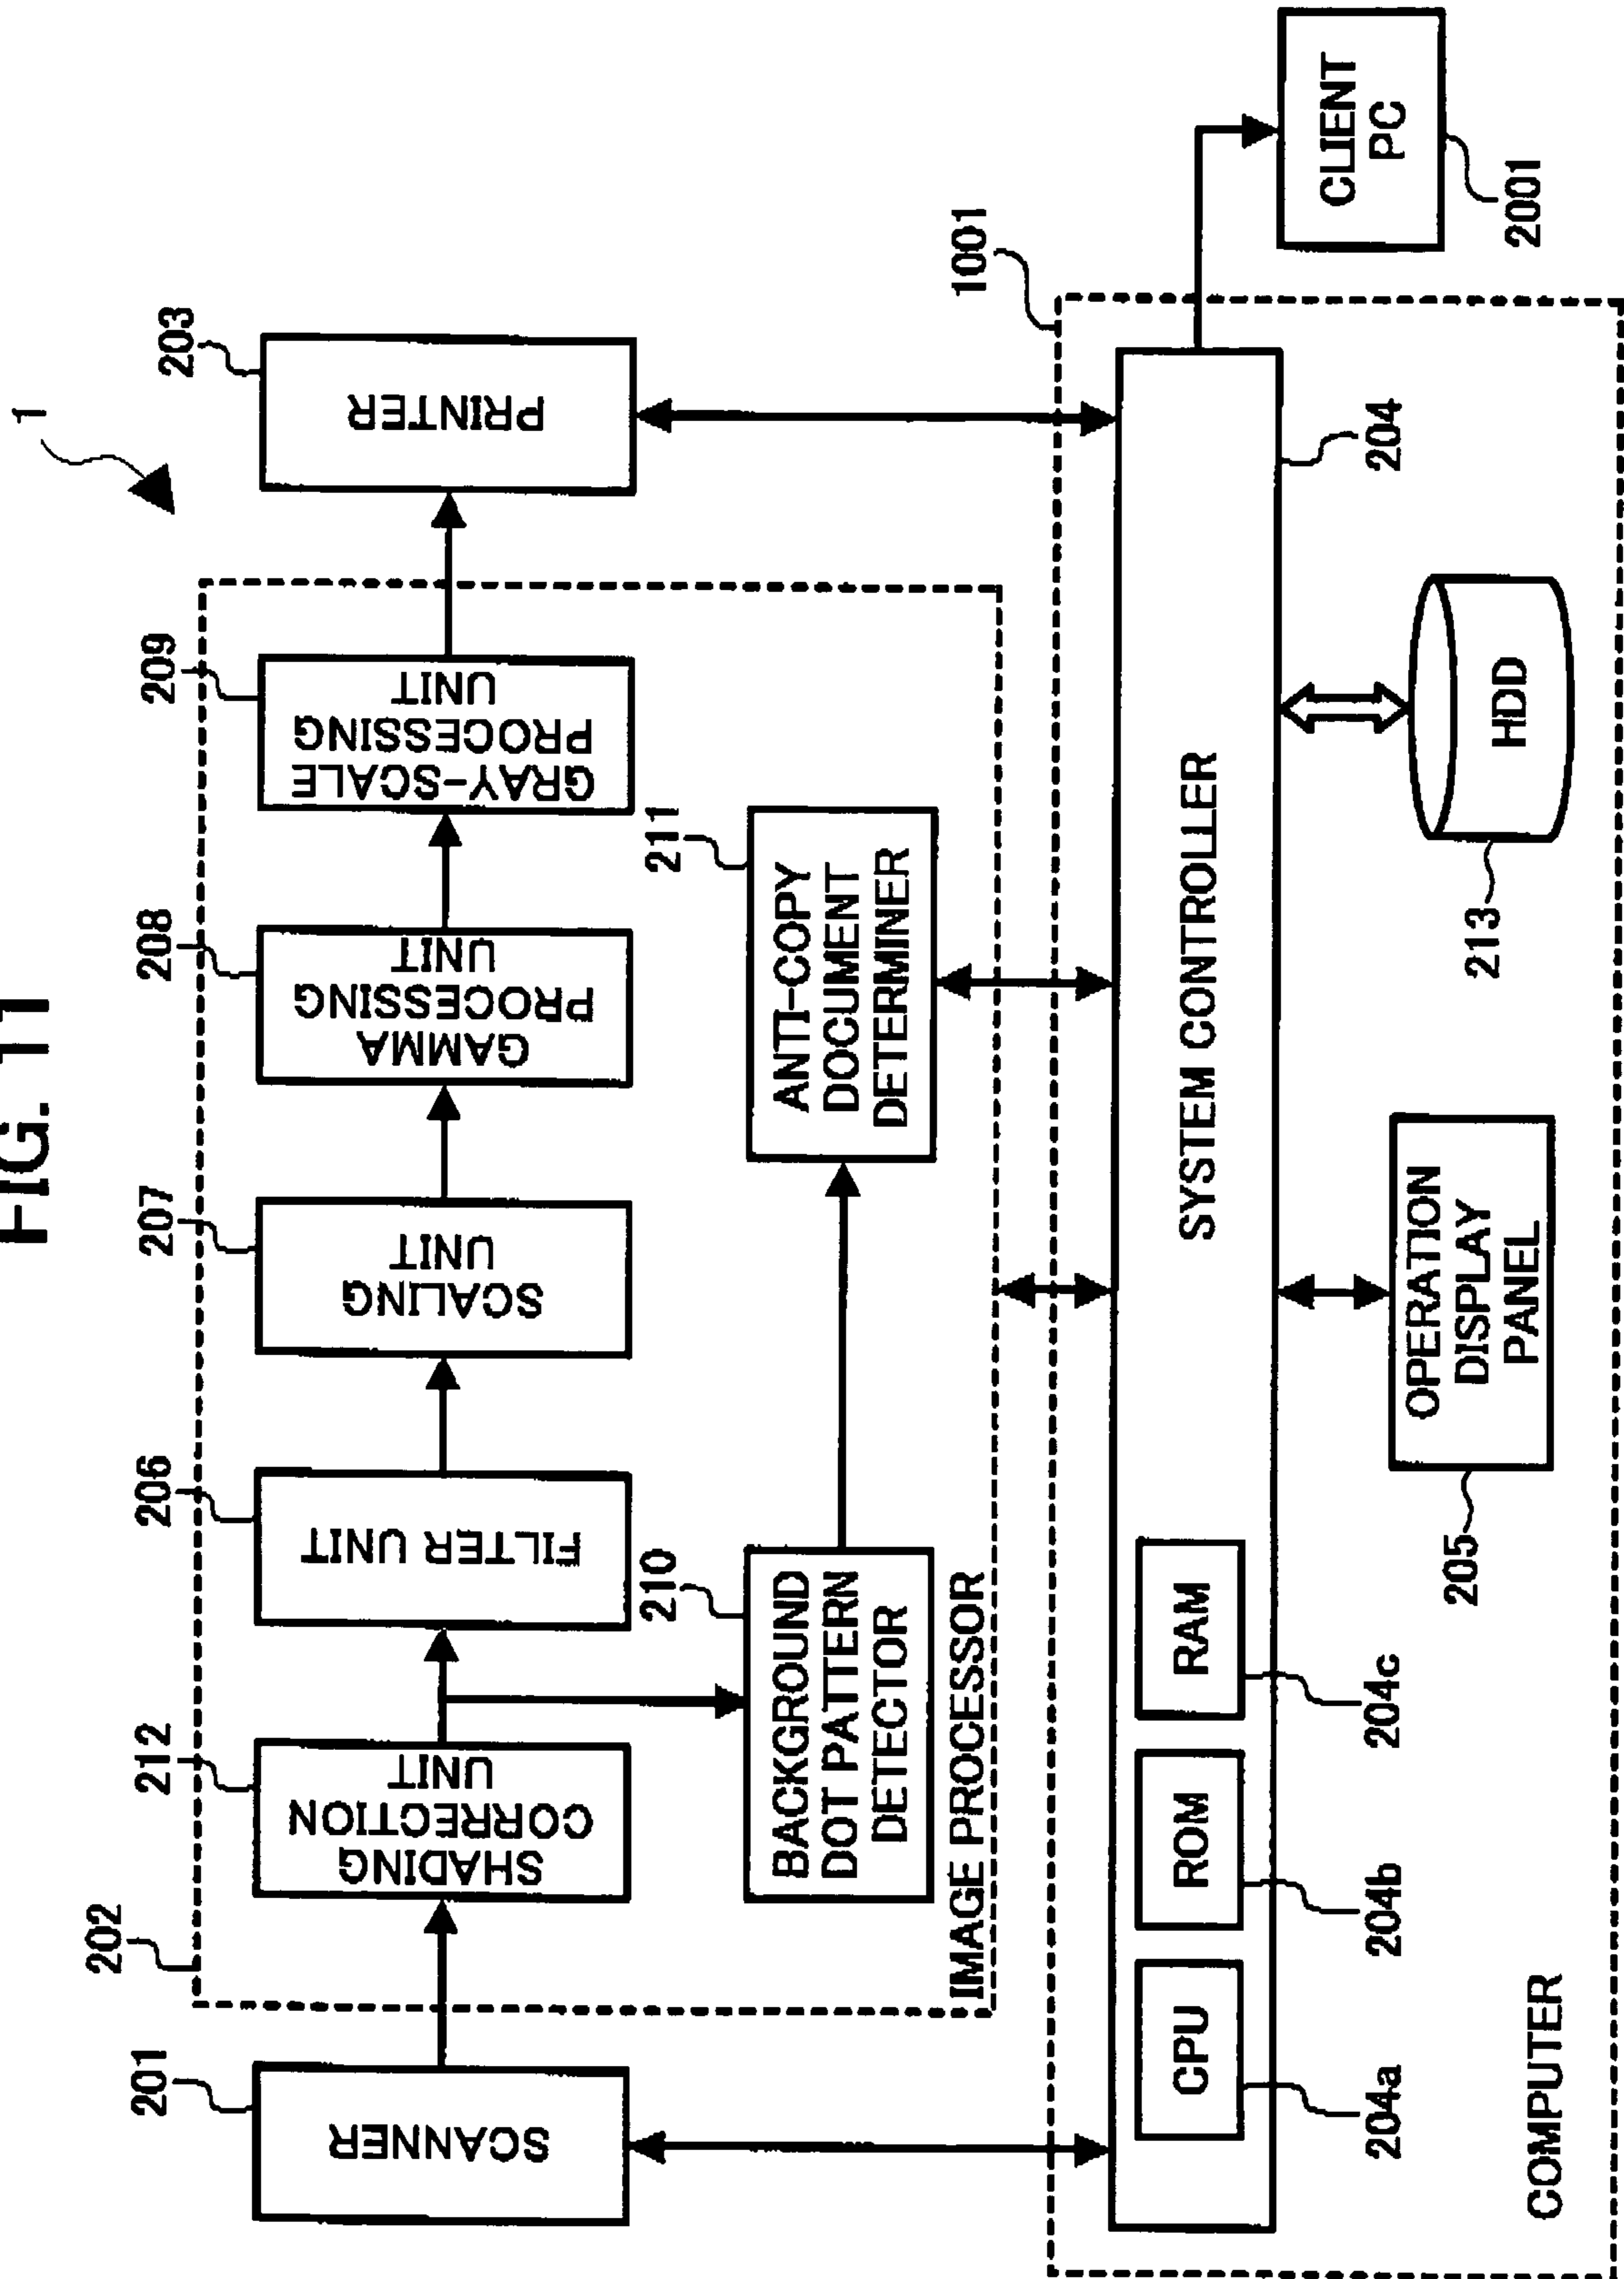 FIG. 11
1
201
SCANNER
202
212
SHADING
CORRECTION
UNIT
206
FILTER UNIT
207
SCALING
UNIT
208
GAMMA
PROCESSING
UNIT
209
GRAY-SCALE
PROCESSING
UNIT
203
PRINTER
210
BACKGROUND
DOT PATTERN
DETECTOR
211
ANTI-COPY
DOCUMENT
DETERMINER
IMAGE PROCESSOR
1001
CPU
204a
ROM
204b
RAM
204c
SYSTEM CONTROLLER
204
CLIENT
PC
2001
OPERATION
DISPLAY
PANEL
205
HDD
213
COMPUTER